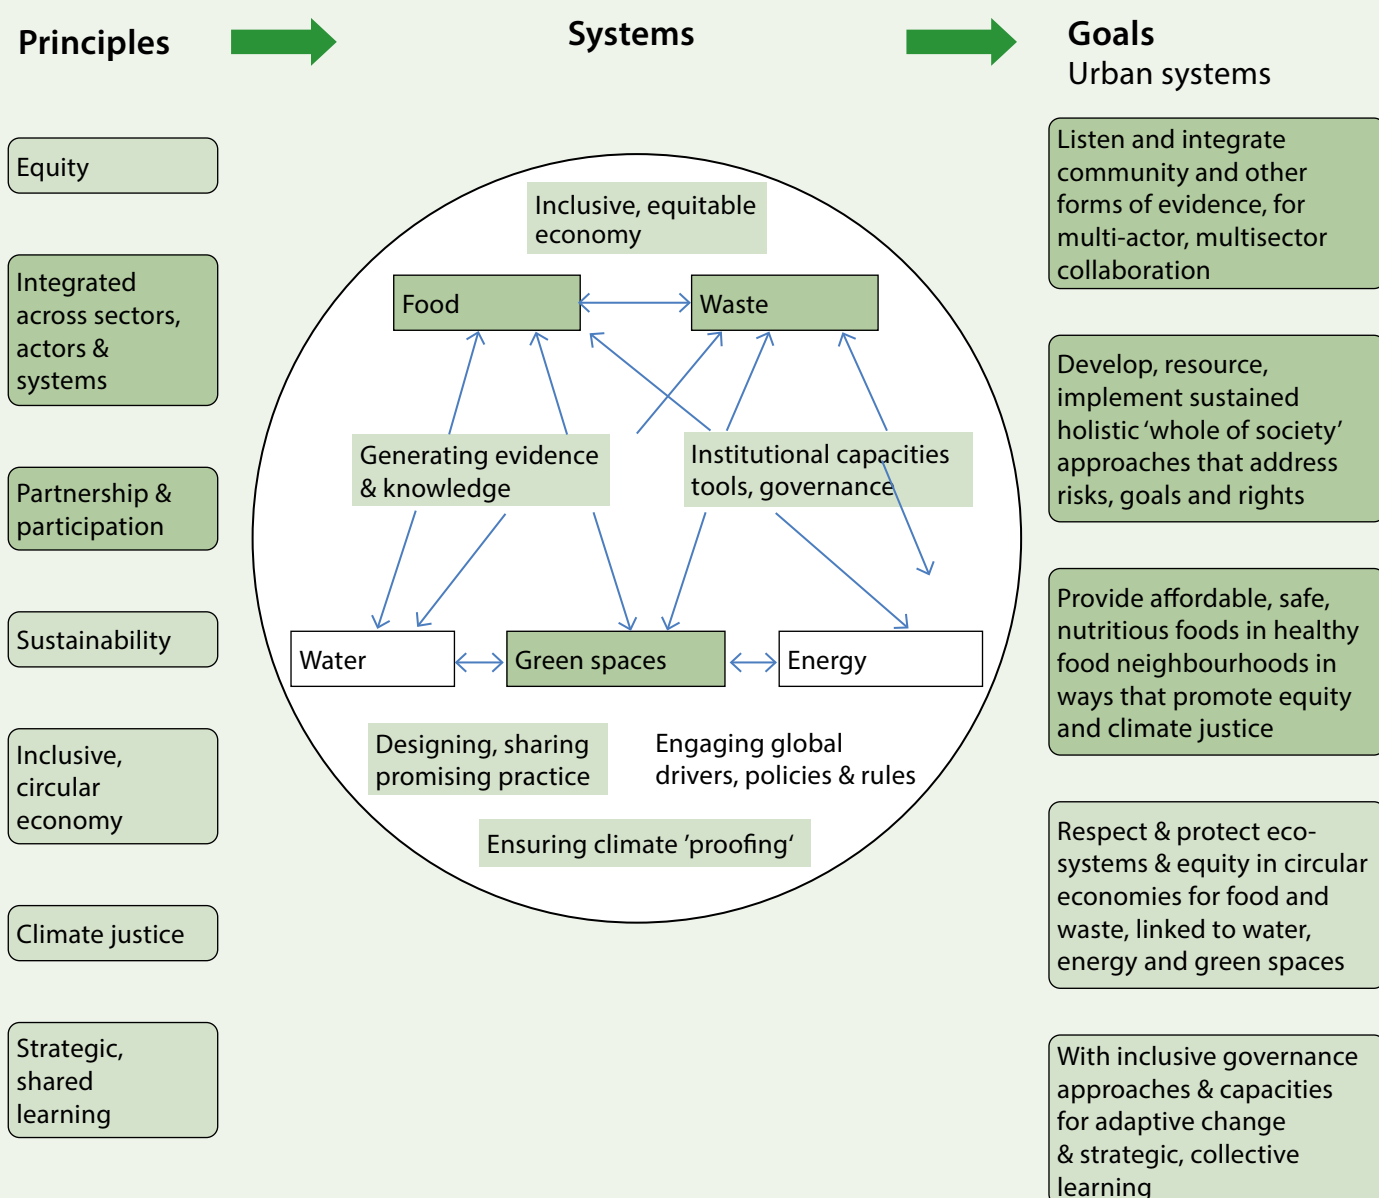 Principles
Systems
Goals
Urban systems
Equity
Integrated
across sectors,
actors &
systems
Partnership &
participation
Sustainability
Inclusive,
circular
economy
Climate justice
Strategic,
shared
learning
Inclusive, equitable
economy
Food
Waste
Generating evidence
& knowledge
Institutional capacities
tools, governance
Water
Green spaces
Energy
Designing, sharing
promising practice
Engaging global
drivers, policies & rules
Ensuring climate ’proofing‘
Listen and integrate
community and other
forms of evidence, for
multi-actor, multisector
collaboration
Develop, resource,
implement sustained
holistic ‘whole of society’
approaches that address
risks, goals and rights
Provide affordable, safe,
nutritious foods in healthy
food neighbourhoods in
ways that promote equity
and climate justice
Respect & protect eco-
systems & equity in circular
economies for food and
waste, linked to water,
energy and green spaces
With inclusive governance
approaches & capacities
for adaptive change
& strategic, collective
learning